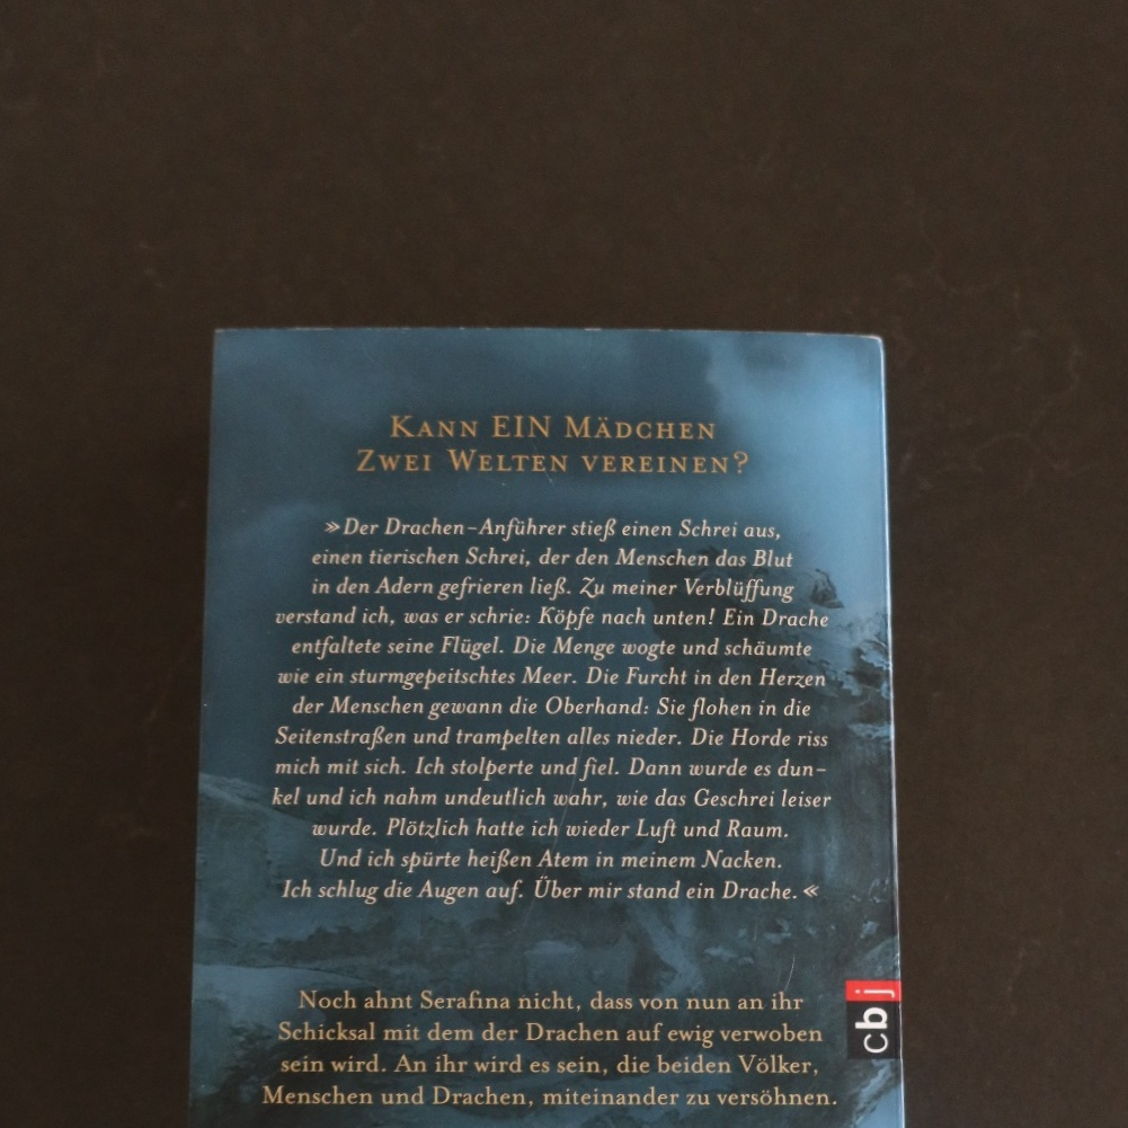 KANN EIN MÄDCHEN
ZWEI WELTEN VEREINEN?
»Der Drachen-Anführer stieß einen Schrei aus,
einen tierischen Schrei, der den Menschen das Blut
in den Adern gefrieren ließ. Zu meiner Verblüffung
verstand ich, was er schrie: Köpfe nach unten! Ein Drache
entfaltete seine Flügel. Die Menge wogte und schäumte
wie ein sturmgepeitschtes Meer. Die Furcht in den Herzen
der Menschen gewann die Oberhand: Sie flohen in die
Seitenstraßen und trampelten alles nieder. Die Horde riss
mich mit sich. Ich stolperte und fiel. Dann wurde es dun-
kel und ich nahm undeutlich wahr, wie das Geschrei leiser
wurde. Plötzlich hatte ich wieder Luft und Raum.
Und ich spürte heißen Atem in meinem Nacken.
Ich schlug die Augen auf. Über mir stand ein Drache.«
Noch ahnt Serafina nicht, dass von nun an ihr
Schicksal mit dem der Drachen auf ewig verwoben
sein wird. An ihr wird es sein, die beiden Völker,
Menschen und Drachen, miteinander zu versöhnen.
cbj